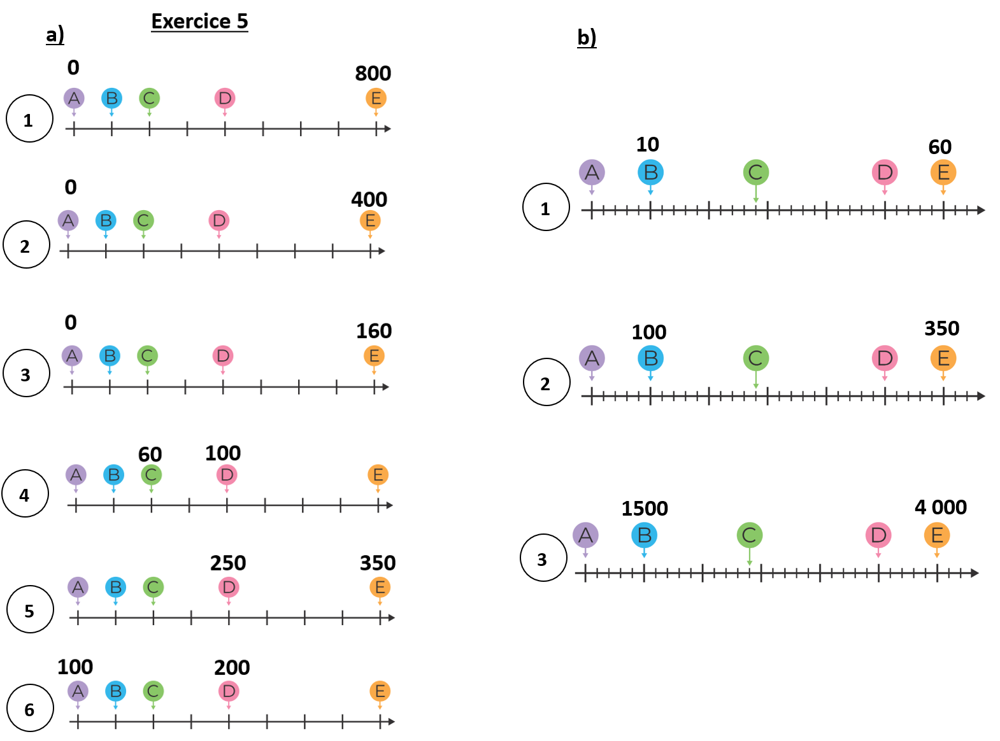 Exercice 5
a)
0 800
A B C D E
1
0 400
A B C D E
2
0 160
A B C D E
3
60 100
A B C D E
4
250 350
A B C D E
5
100 200
A B C D E
6
b)
10 60
A B C D E
1
100 350
A B C D E
2
1500 4 000
A B C D E
3